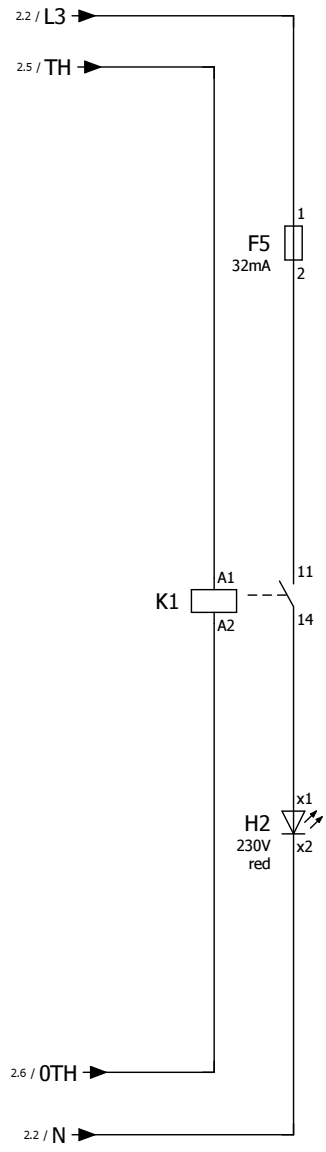 2.2 / L3
2.5 / TH
1
F5
32mA
2
11
A1
K1
A2
14
x1
H2
230V
x2
red
2.6 / 0TH
2.2 / N